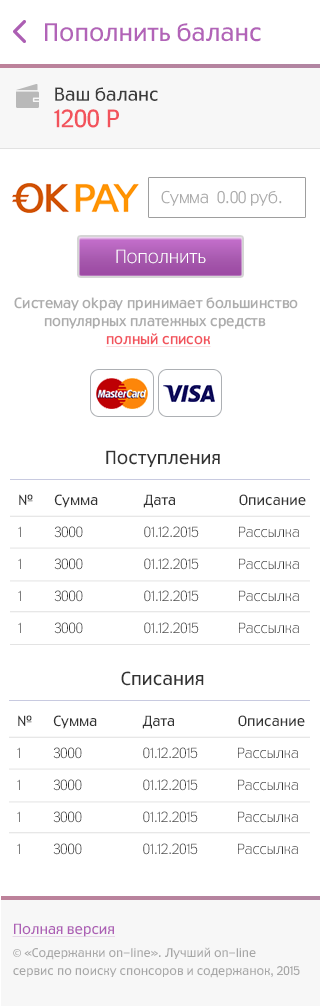 Пополнить баланс
Ваш баланс
1200 Р
OKPAY
Сумма 0.00 руб.
Пополнить
Системаy okpay принимает большинство
популярных платежных средств
полный список
MasterCard VISA
Поступления
№ Сумма Дата Описание
1 3000 01.12.2015 Рассылка
1 3000 01.12.2015 Рассылка
1 3000 01.12.2015 Рассылка
1 3000 01.12.2015 Рассылка
Списания
№ Сумма Дата Описание
1 3000 01.12.2015 Рассылка
1 3000 01.12.2015 Рассылка
1 3000 01.12.2015 Рассылка
1 3000 01.12.2015 Рассылка
Полная версия
© «Содержанки on-line». Лучший on-line
сервис по поиску спонсоров и содержанок, 2015